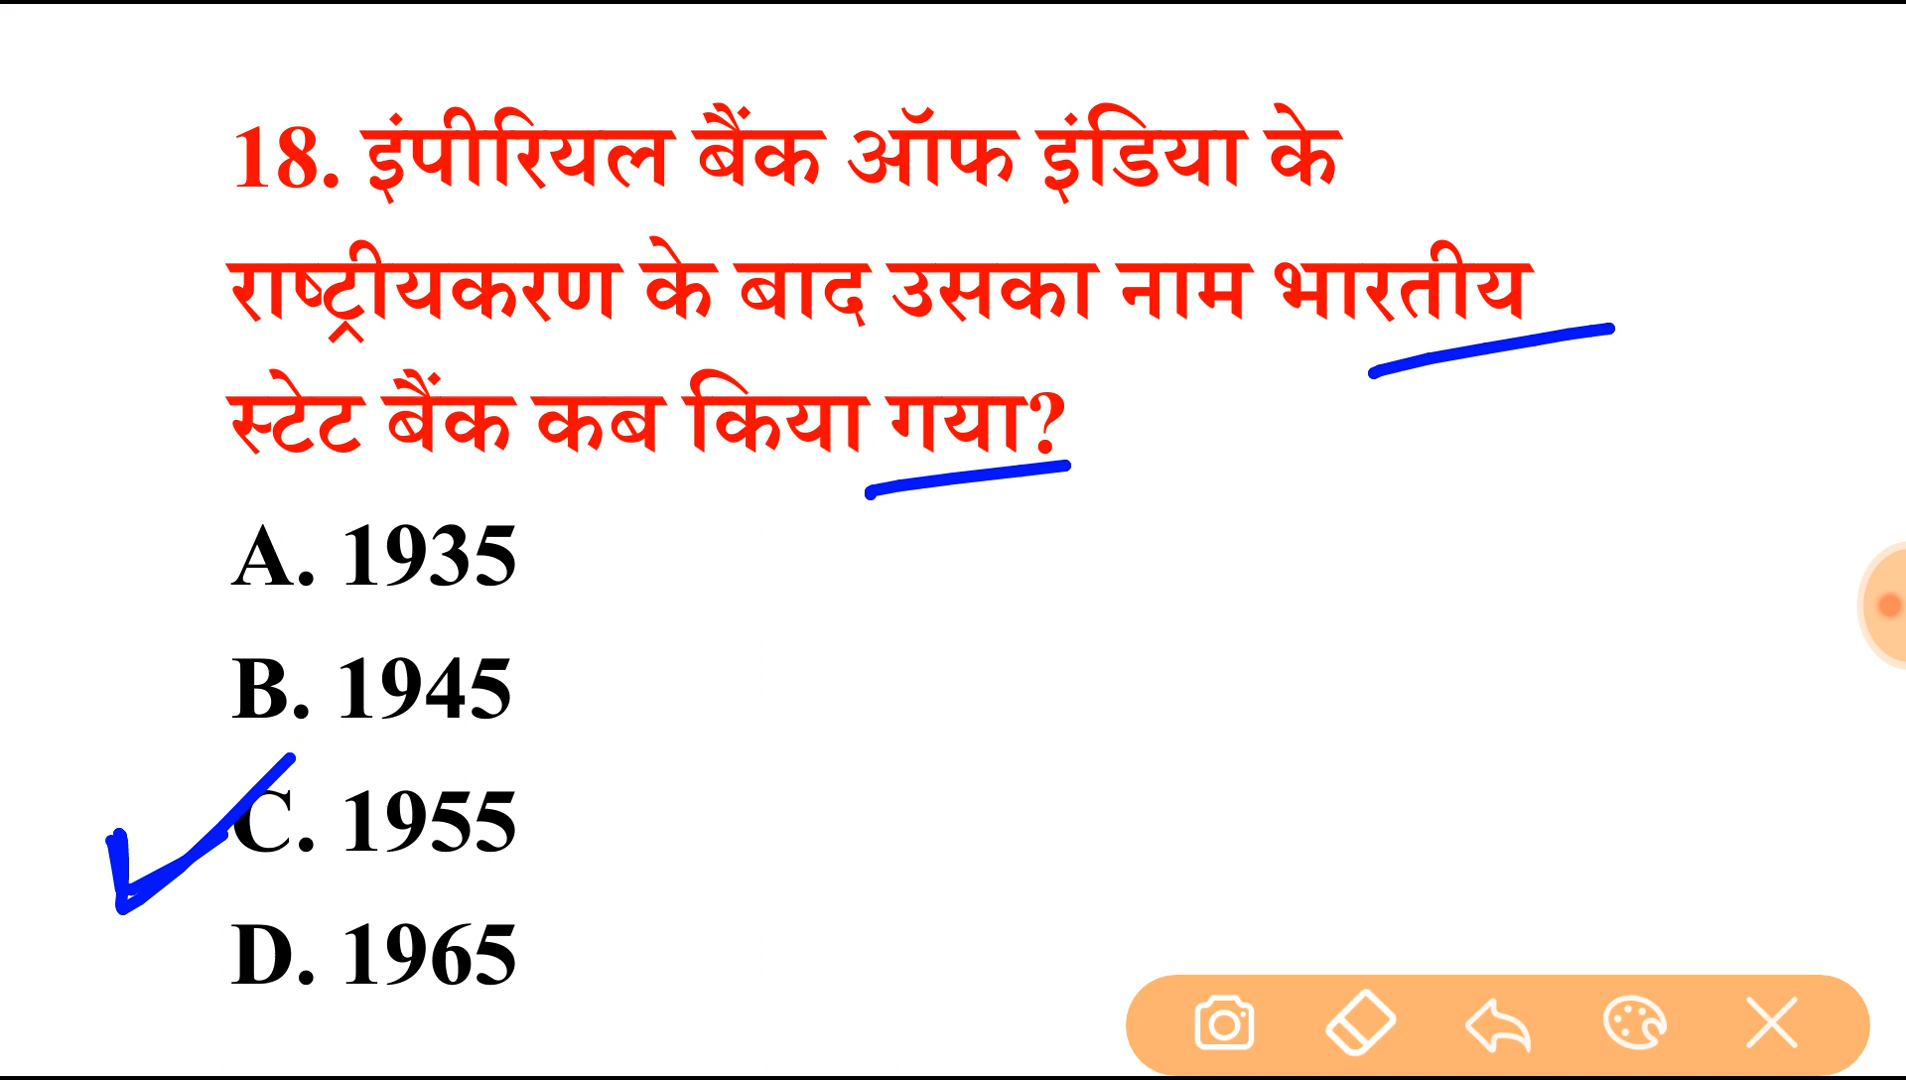 18. इंपीरियल बैंक ऑफ इंडिया के
राष्ट्रीयकरण के बाद उसका नाम भारतीय
स्टेट बैंक कब किया गया?
A. 1935
B. 1945
C. 1955
D. 1965